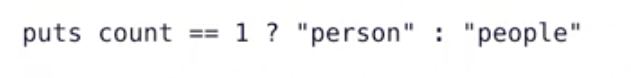 puts count == 1 ? "person" : "people"